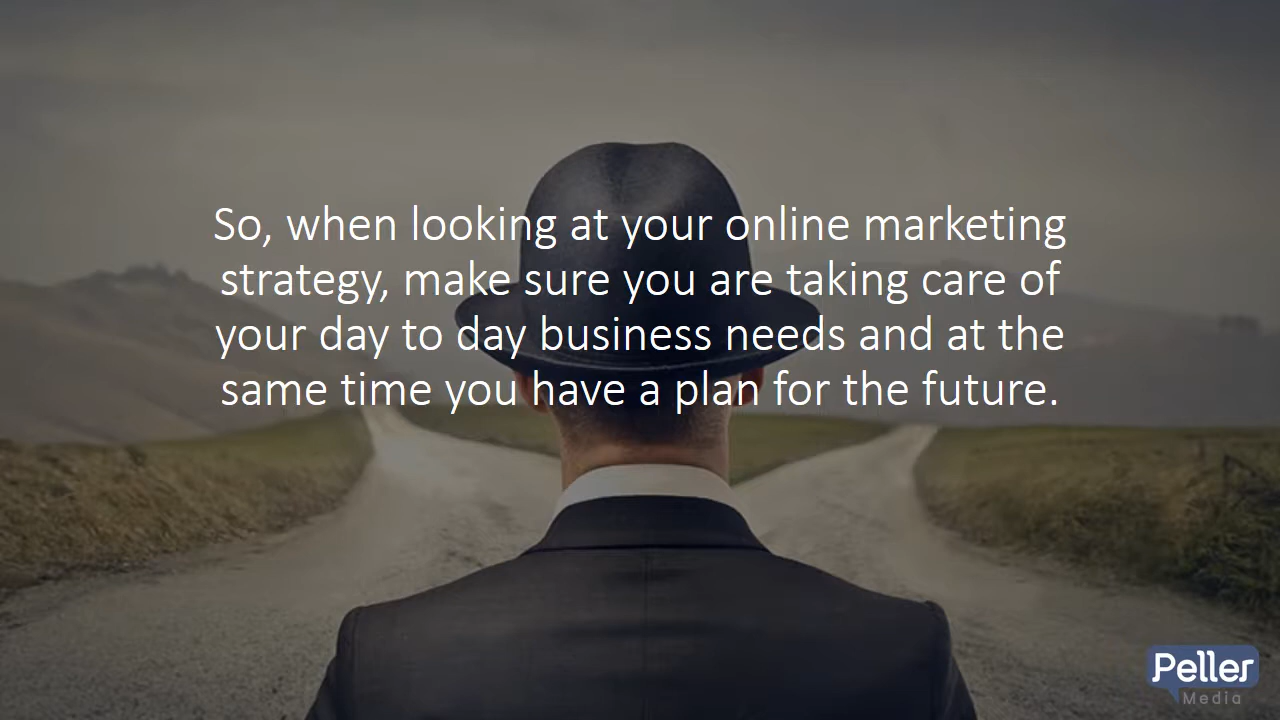 So, when looking at your online marketing
strategy, make sure you are taking care of
your day to day business needs and at the
same time you have a plan for the future.
Peller
Media